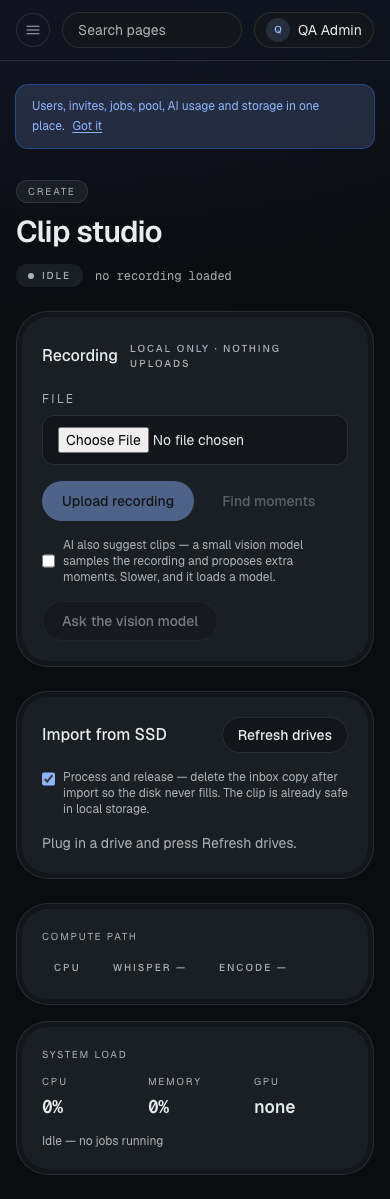 Search pages
Q
QA Admin
Users, invites, jobs, pool, AI usage and storage in one
place. Got it
CREATE
Clip studio
IDLE
no recording loaded
Recording
LOCAL ONLY · NOTHING
UPLOADS
FILE
Choose File No file chosen
Upload recording
Find moments
AI also suggest clips — a small vision model
samples the recording and proposes extra
moments. Slower, and it loads a model.
Ask the vision model
Import from SSD
Refresh drives
Process and release — delete the inbox copy after
import so the disk never fills. The clip is already safe
in local storage.
Plug in a drive and press Refresh drives.
COMPUTE PATH
CPU WHISPER — ENCODE —
SYSTEM LOAD
CPU MEMORY GPU
0% 0% none
Idle — no jobs running